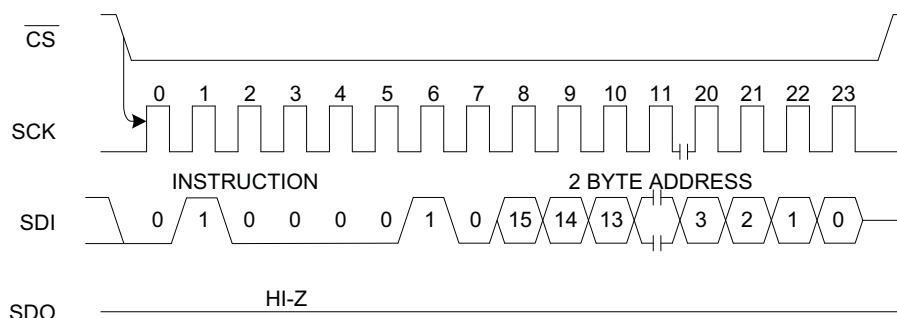 CS
0 1 2 3 4 5 6 7 8 9 10 11 20 21 22 23
SCK
INSTRUCTION 2 BYTE ADDRESS
SDI 0 1 0 0 0 0 1 0 15 14 13 3 2 1 0
HI-Z
SDO